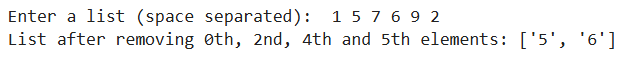 Enter a list (space separated):  1 5 7 6 9 2
List after removing 0th, 2nd, 4th and 5th elements: ['5', '6']